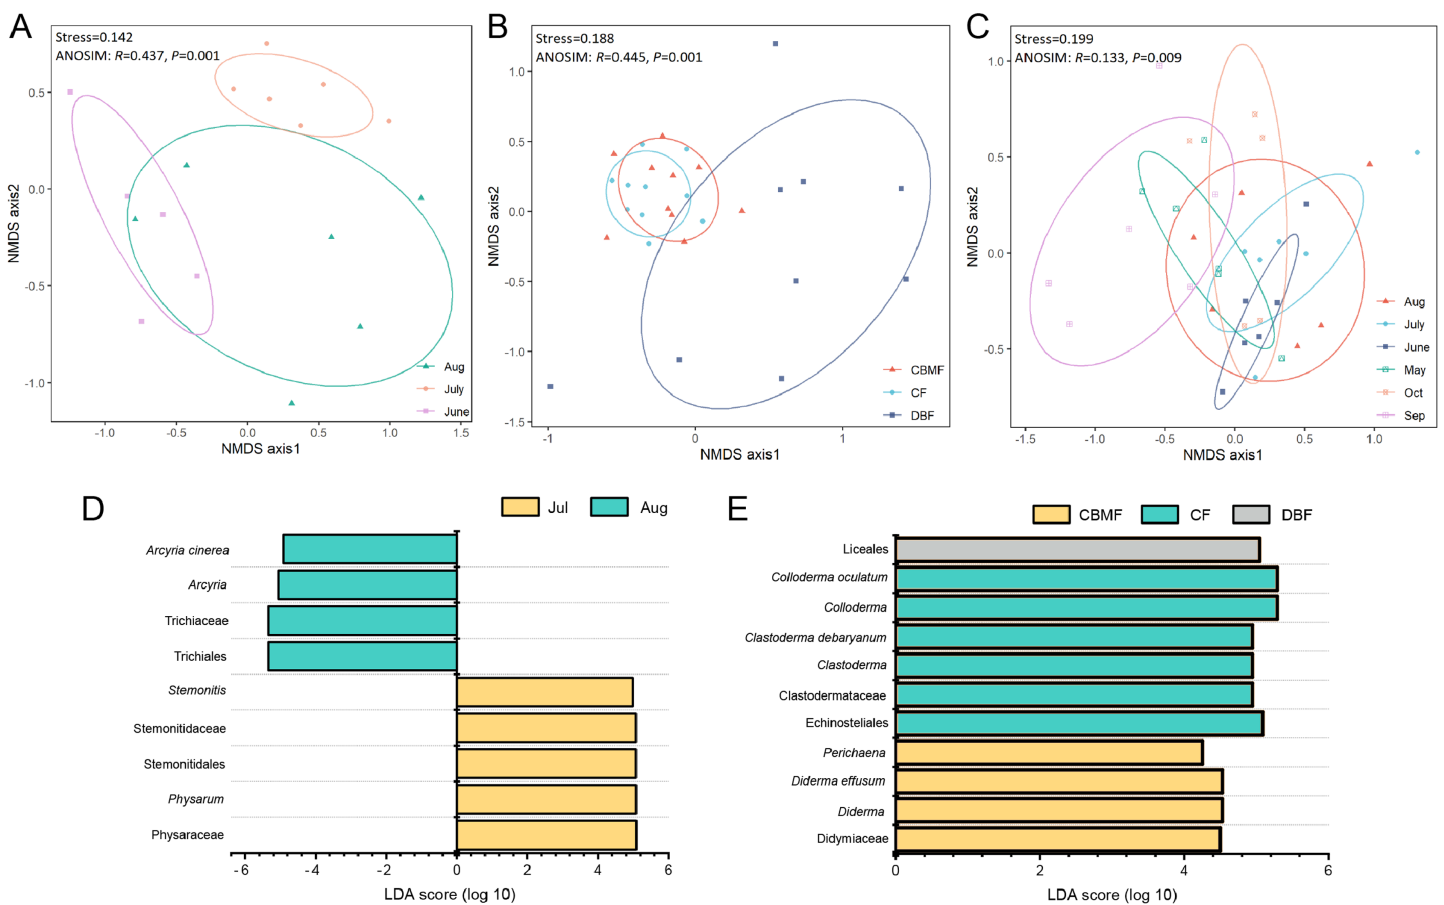 A
Stress=0.142
ANOSIM: R=0.437, P=0.001
NMDS axis2
0.5
0.0
-0.5
-1.0
-1.0
-0.5
0.0
0.5
1.0
1.5
NMDS axis1
Aug
July
June
B
Stress=0.188
ANOSIM: R=0.445, P=0.001
NMDS axis2
1.0
0.5
0.0
-0.5
-1.0
-1.5
-1
0
1
NMDS axis1
CBMF
CF
DBF
C
Stress=0.199
ANOSIM: R=0.133, P=0.009
NMDS axis2
1.0
0.5
0.0
-0.5
-1.5
-1.0
-0.5
0.0
0.5
1.0
NMDS axis1
Aug
July
June
May
Oct
Sep
D
Jul
Aug
Arcyria cinerea
Arcyria
Trichiaceae
Trichiales
Stemonitis
Stemonitidaceae
Stemonitidales
Physarum
Physaraceae
-6
-4
-2
0
2
4
6
LDA score (log 10)
E
CBMF
CF
DBF
Liceales
Colloderma oculatum
Colloderma
Clastoderma debaryanum
Clastoderma
Clastodermataceae
Echinosteliales
Perichaena
Diderma effusum
Diderma
Didymiaceae
0
2
4
6
LDA score (log 10)